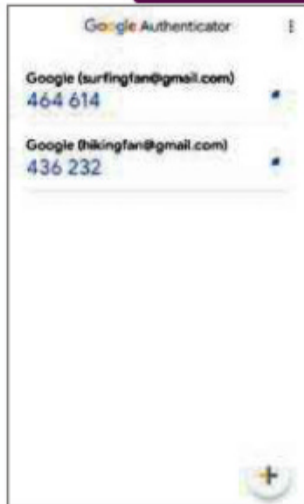 Google Authenticator
Google (surfingfan@gmail.com)
464 614
Google (hikingfan@gmail.com)
436 232